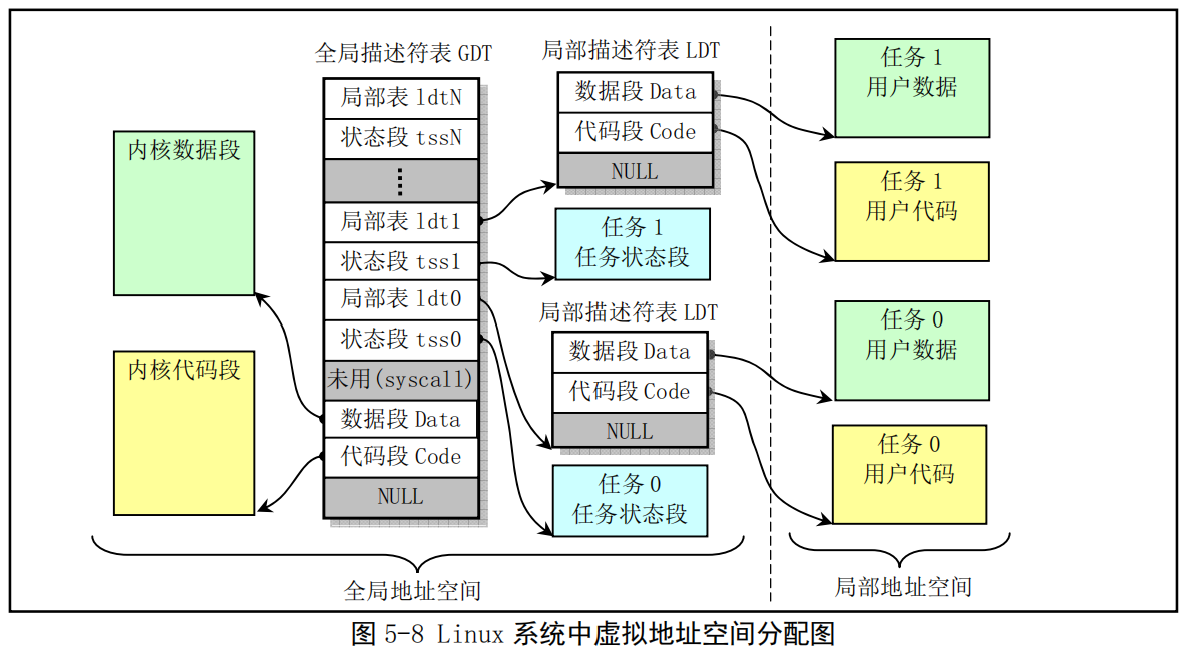 全局描述符表 GDT
局部表 ldtN
状态段 tssN
⋮
局部表 ldt1
状态段 tss1
局部表 ldt0
状态段 tss0
未用(syscall)
数据段 Data
代码段 Code
NULL
内核数据段
内核代码段
局部描述符表 LDT
数据段 Data
代码段 Code
NULL
任务 1
任务状态段
局部描述符表 LDT
数据段 Data
代码段 Code
NULL
任务 0
任务状态段
任务 1
用户数据
任务 1
用户代码
任务 0
用户数据
任务 0
用户代码
全局地址空间
局部地址空间
图 5-8 Linux 系统中虚拟地址空间分配图